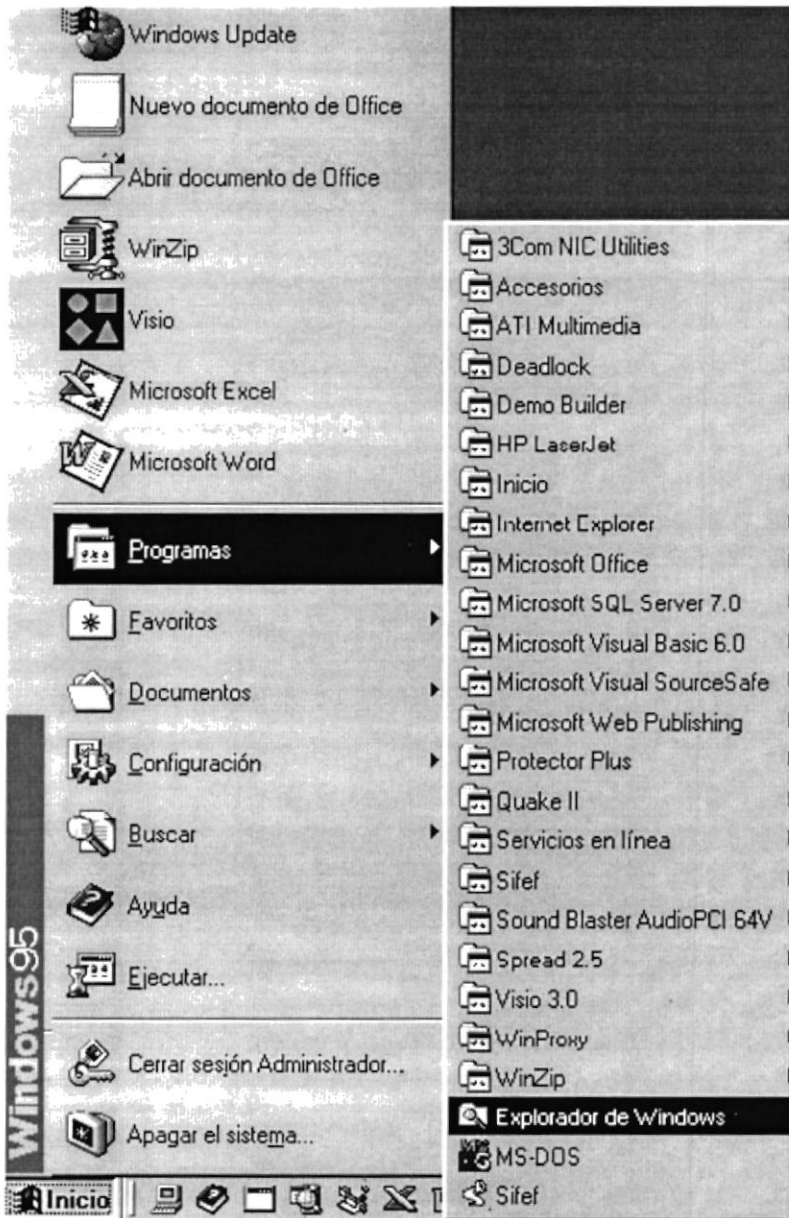 Windows Update
Nuevo documento de Office
Abrir documento de Office
WinZip
Visio
Microsoft Excel
Microsoft Word
Programas
Favoritos
Documentos
Configuración
Buscar
Ayuda
Ejecutar...
Cerrar sesión Administrador...
Apagar el sistema...
Windows95
Inicio
3Com NIC Utilities
Accesorios
ATI Multimedia
Deadlock
Demo Builder
HP LaserJet
Inicio
Internet Explorer
Microsoft Office
Microsoft SQL Server 7.0
Microsoft Visual Basic 6.0
Microsoft Visual SourceSafe
Microsoft Web Publishing
Protector Plus
Quake II
Servicios en línea
Sifef
Sound Blaster AudioPCI 64V
Spread 2.5
Visio 3.0
WinProxy
WinZip
Explorador de Windows
MS-DOS
Sifef